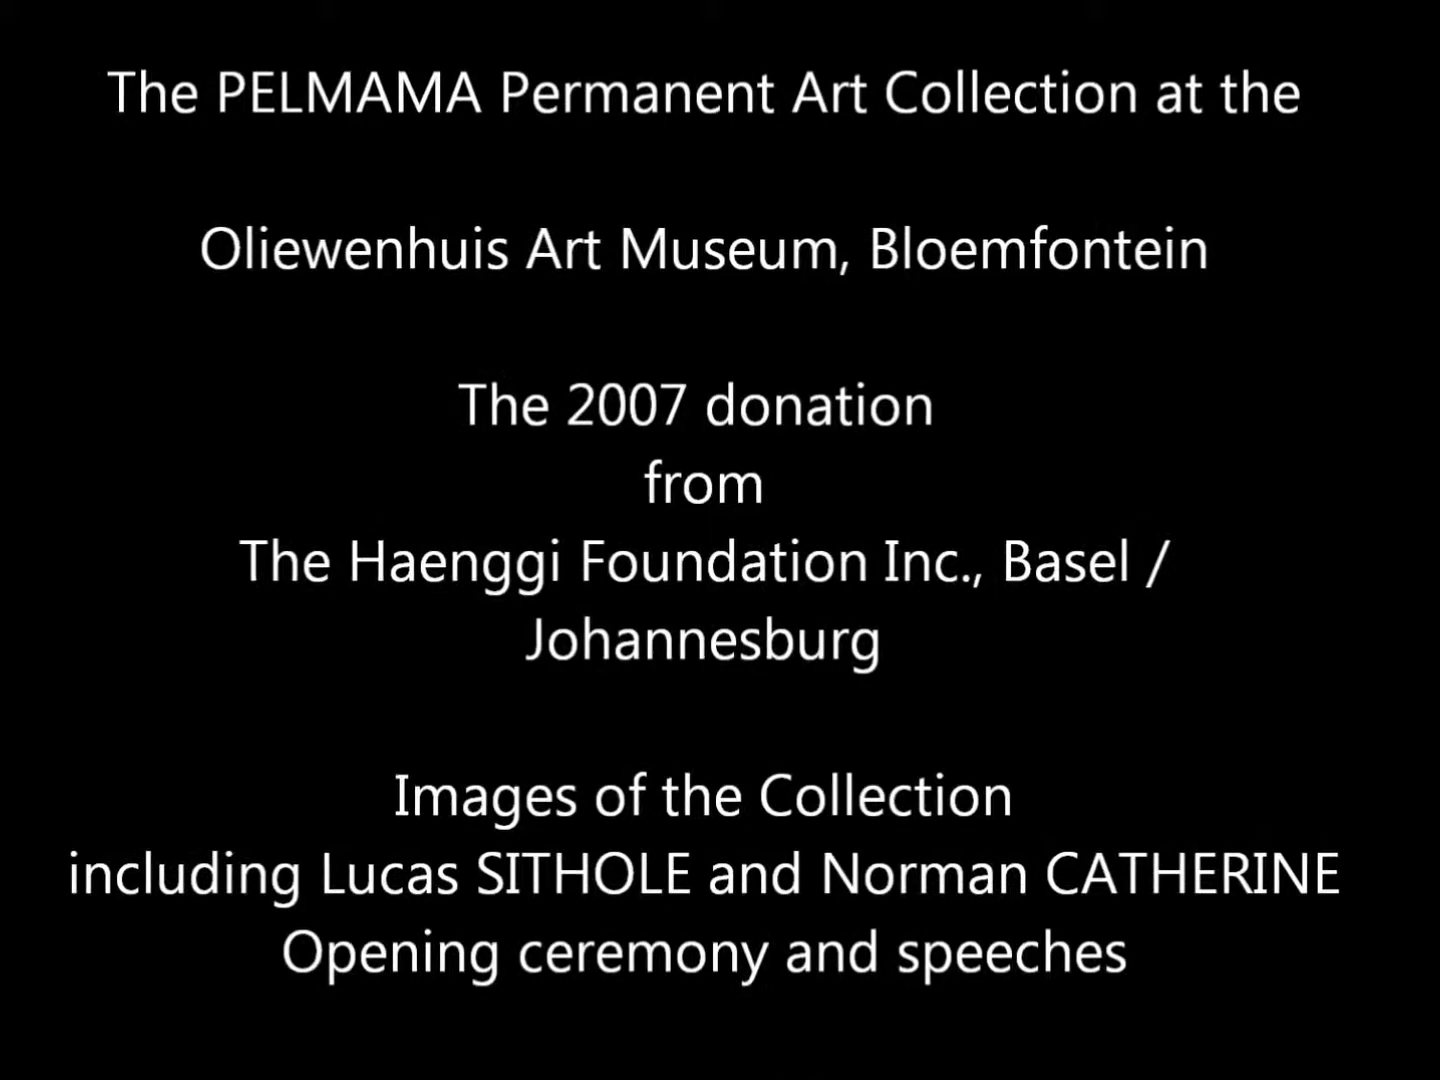 The PELMAMA Permanent Art Collection at the
Oliewenhuis Art Museum, Bloemfontein
The 2007 donation
from
The Haenggi Foundation Inc., Basel /
Johannesburg
Images of the Collection
including Lucas SITHOLE and Norman CATHERINE
Opening ceremony and speeches